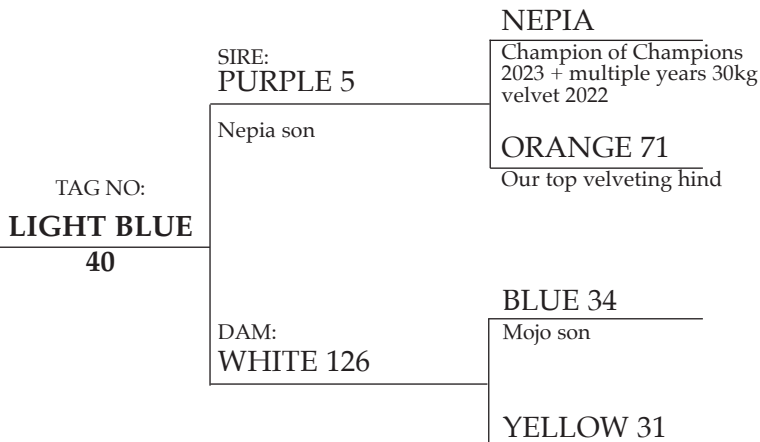 NEPIA
Champion of Champions
2023 + multiple years 30kg
velvet 2022
SIRE:
PURPLE 5
Nepia son
ORANGE 71
Our top velveting hind
TAG NO:
LIGHT BLUE
40
BLUE 34
Mojo son
DAM:
WHITE 126
YELLOW 31